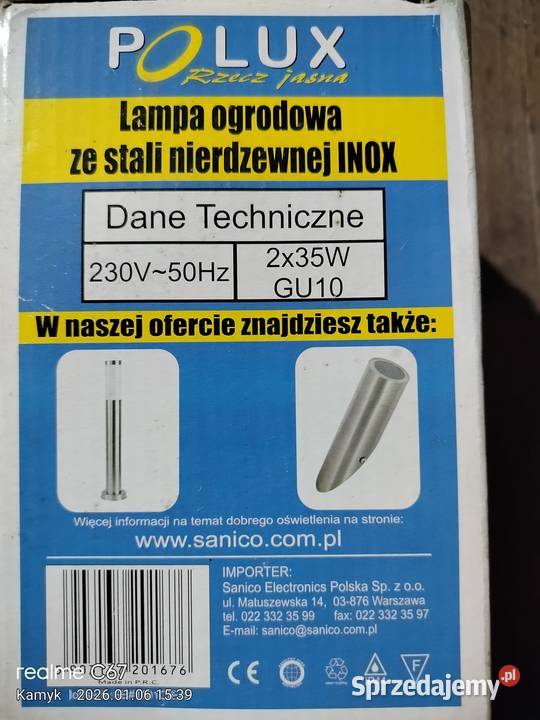 POLUX
Rzecz jasna
Lampa ogrodowa
ze stali nierdzewnej INOX
Dane Techniczne
230V~50Hz
2x35W
GU10
W naszej ofercie znajdziesz także:
Więcej informacji na temat dobrego oświetlenia na stronie:
www.sanico.com.pl
IMPORTER:
Sanico Electronics Polska Sp. z o.o.
ul. Matuszewska 14, 03-876 Warszawa
tel. 022 332 35 99 fax: 022 332 35 97
E-mail: sanico@sanico.com.pl
201676
Made in P.R.C.
CE
F
realme C67
Kamyk 2026.01.06 15:39
Sprzedajemy.pl